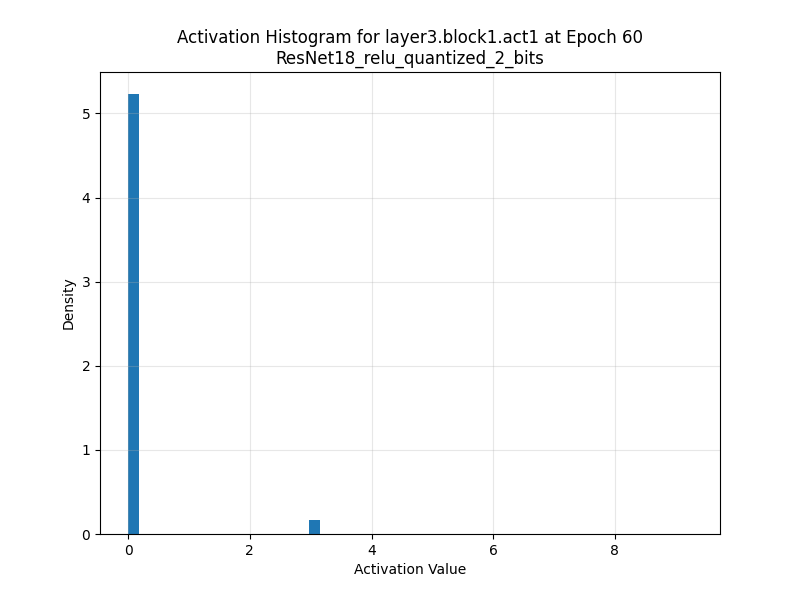 Activation Histogram for layer3.block1.act1 at Epoch 60
ResNet18_relu_quantized_2_bits
5
4
3
2
1
0
Density
0 2 4 6 8
Activation Value